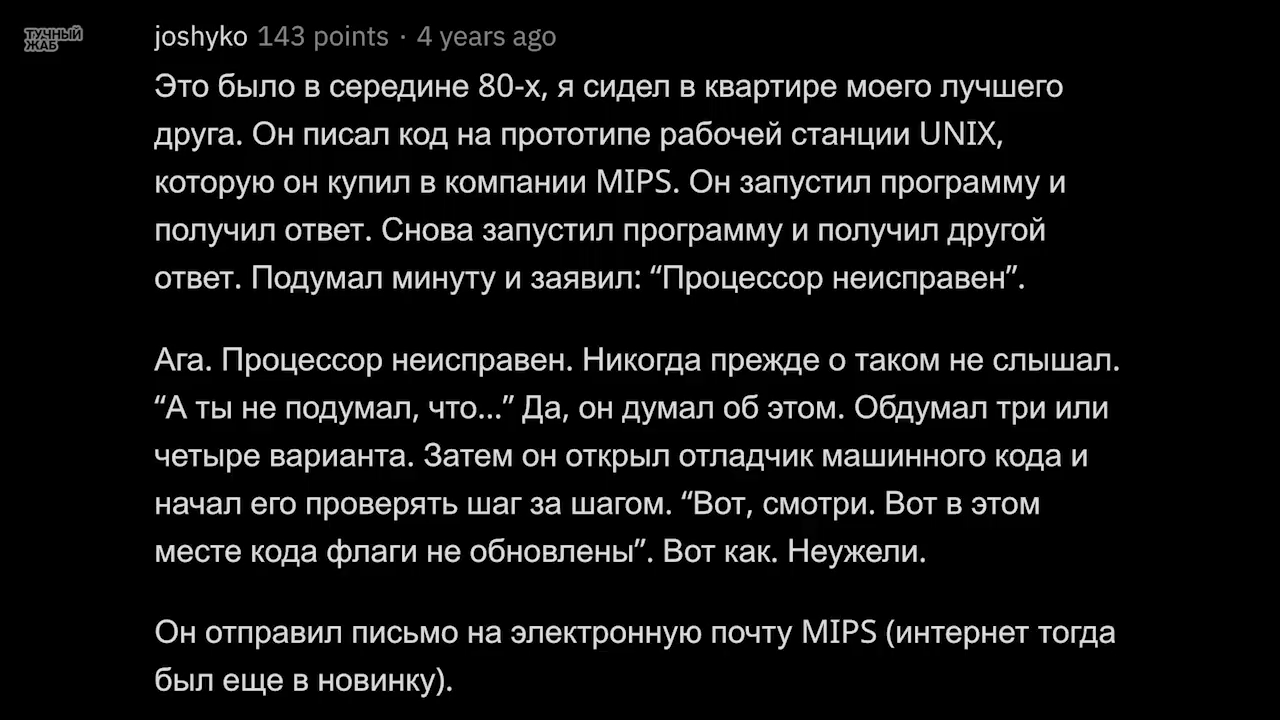 ТУЧНЫЙ
ЖАБ
joshyko 143 points · 4 years ago
Это было в середине 80-х, я сидел в квартире моего лучшего
друга. Он писал код на прототипе рабочей станции UNIX,
которую он купил в компании MIPS. Он запустил программу и
получил ответ. Снова запустил программу и получил другой
ответ. Подумал минуту и заявил: “Процессор неисправен”.
Ага. Процессор неисправен. Никогда прежде о таком не слышал.
“А ты не подумал, что...” Да, он думал об этом. Обдумал три или
четыре варианта. Затем он открыл отладчик машинного кода и
начал его проверять шаг за шагом. “Вот, смотри. Вот в этом
месте кода флаги не обновлены”. Вот как. Неужели.
Он отправил письмо на электронную почту MIPS (интернет тогда
был еще в новинку).